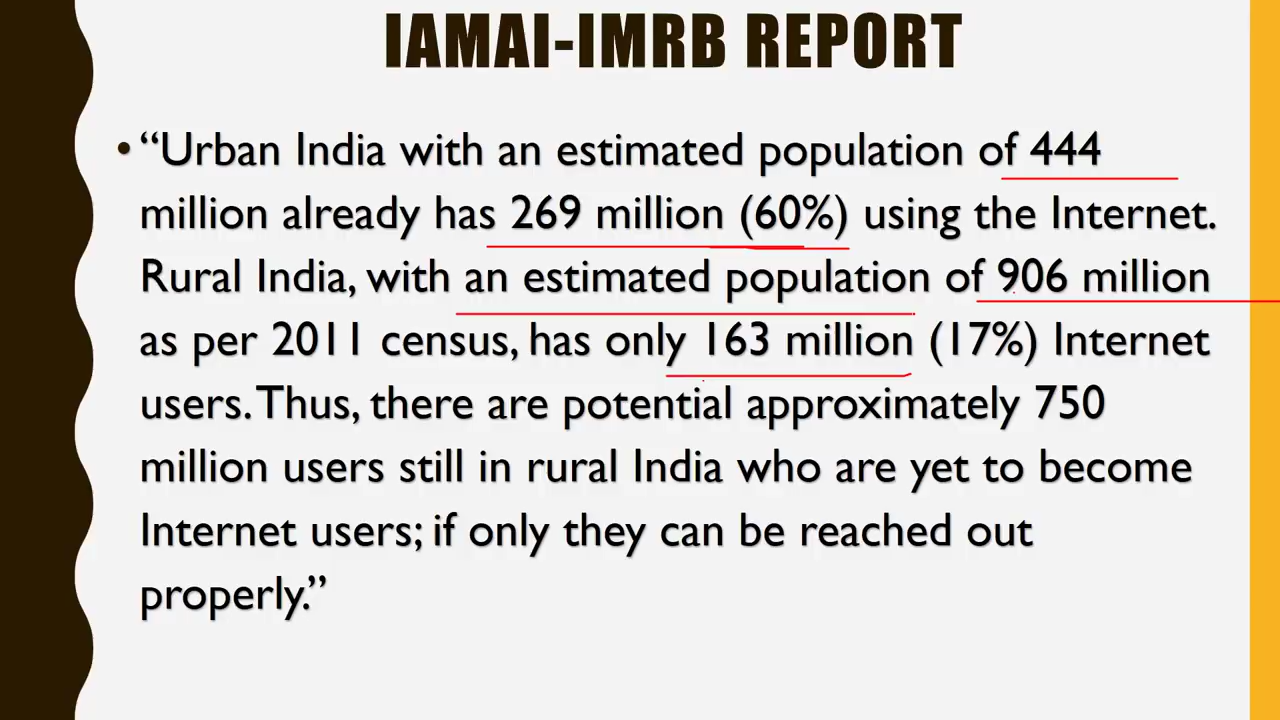 IAMAI-IMRB REPORT
• “Urban India with an estimated population of 444
million already has 269 million (60%) using the Internet.
Rural India, with an estimated population of 906 million
as per 2011 census, has only 163 million (17%) Internet
users. Thus, there are potential approximately 750
million users still in rural India who are yet to become
Internet users; if only they can be reached out
properly.”